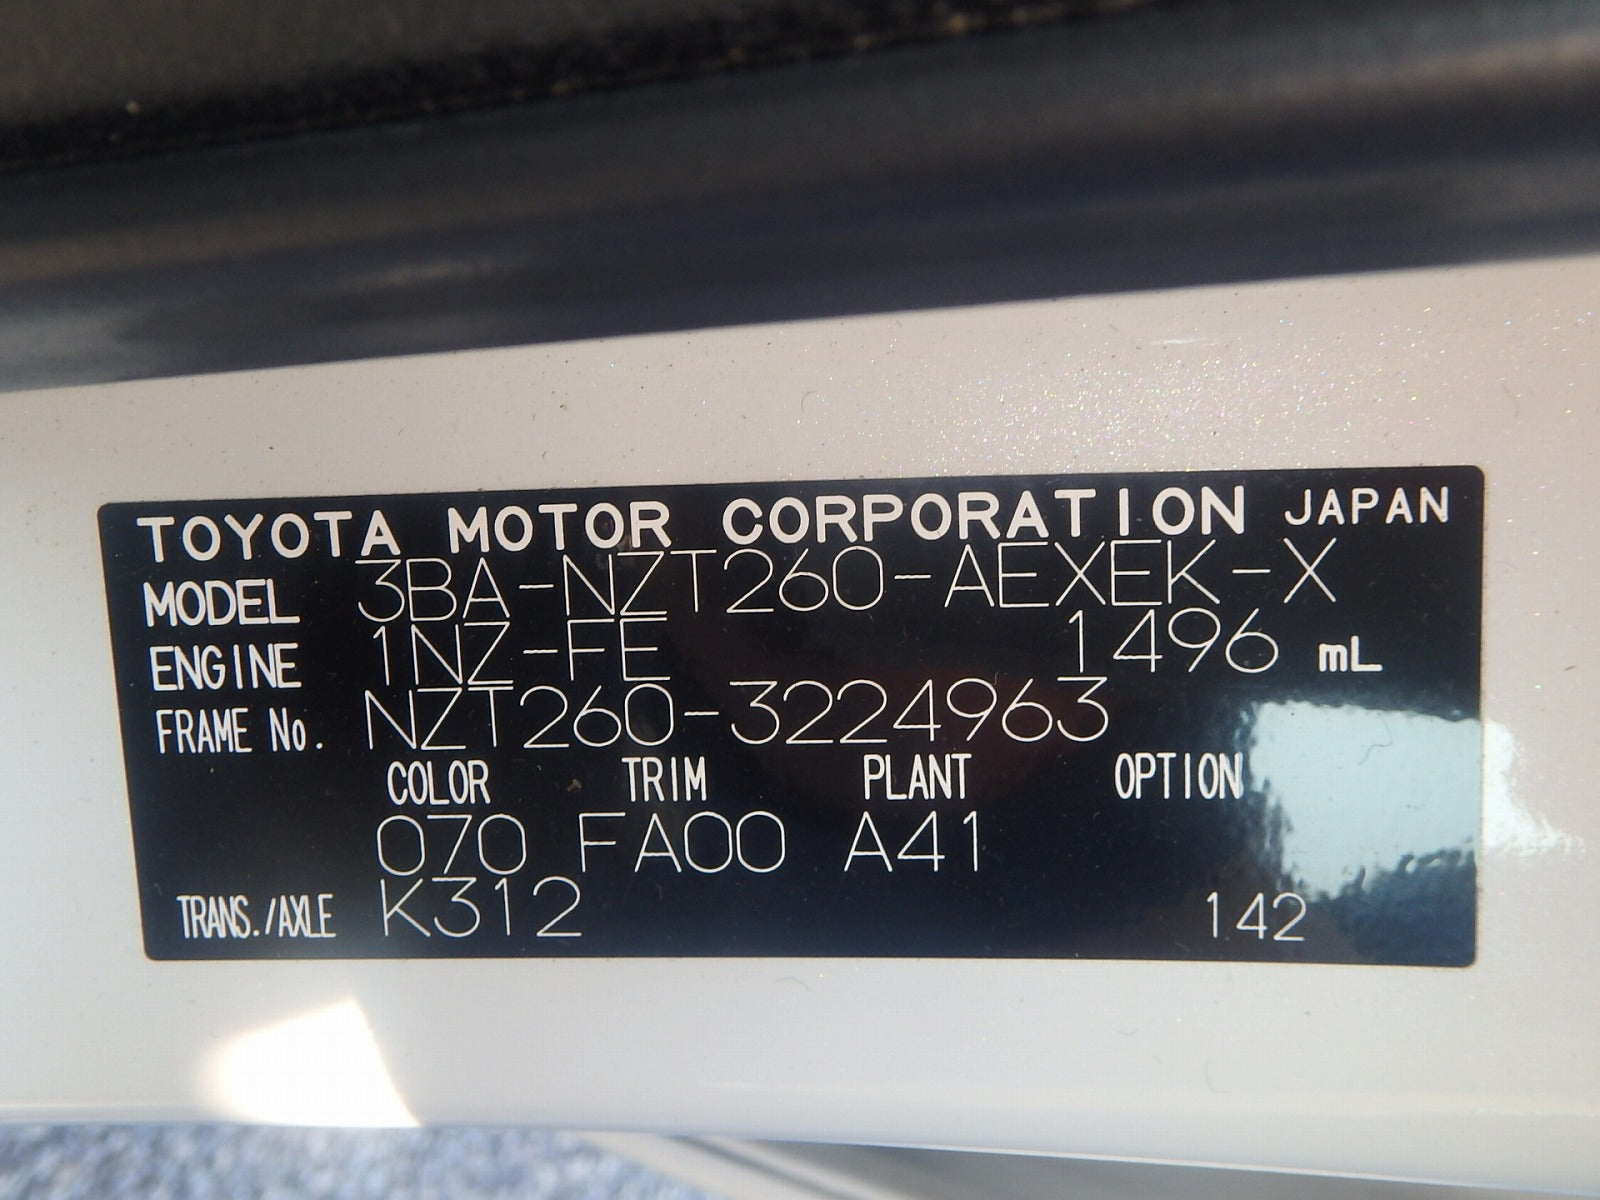 TOYOTA MOTOR CORPORATION JAPAN
MODEL 3BA-NZT260-AEXEK-X
ENGINE 1NZ-FE 1496 mL
FRAME No. NZT260-3224963
COLOR TRIM PLANT OPTION
070 FA00 A41
TRANS./AXLE K312 142